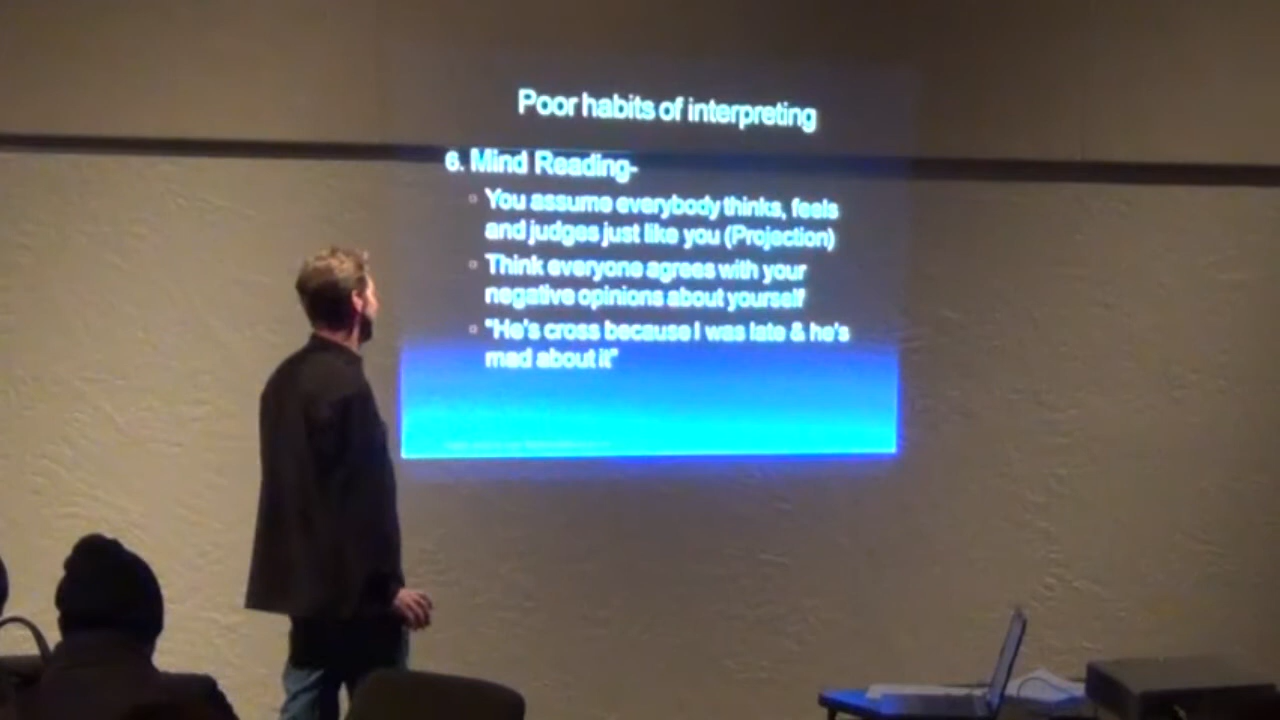 Poor habits of interpreting
6. Mind Reading-
You assume everybody thinks, feels
and judges just like you (Projection)
Think everyone agrees with your
negative opinions about yourself
"He's cross because I was late & he's
mad about it"